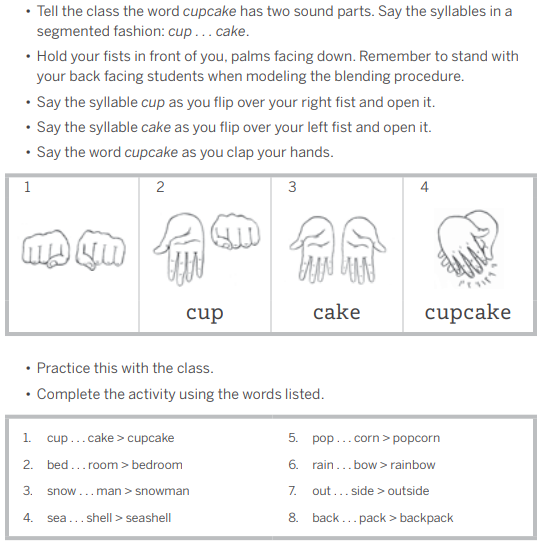 • Tell the class the word cupcake has two sound parts. Say the syllables in a
segmented fashion: cup . . . cake.
• Hold your fists in front of you, palms facing down. Remember to stand with
your back facing students when modeling the blending procedure.
• Say the syllable cup as you flip over your right fist and open it.
• Say the syllable cake as you flip over your left fist and open it.
• Say the word cupcake as you clap your hands.
1 2 3 4
cup cake cupcake
• Practice this with the class.
• Complete the activity using the words listed.
1. cup . . . cake > cupcake
2. bed . . . room > bedroom
3. snow . . . man > snowman
4. sea . . . shell > seashell
5. pop . . . corn > popcorn
6. rain . . . bow > rainbow
7. out . . . side > outside
8. back . . . pack > backpack